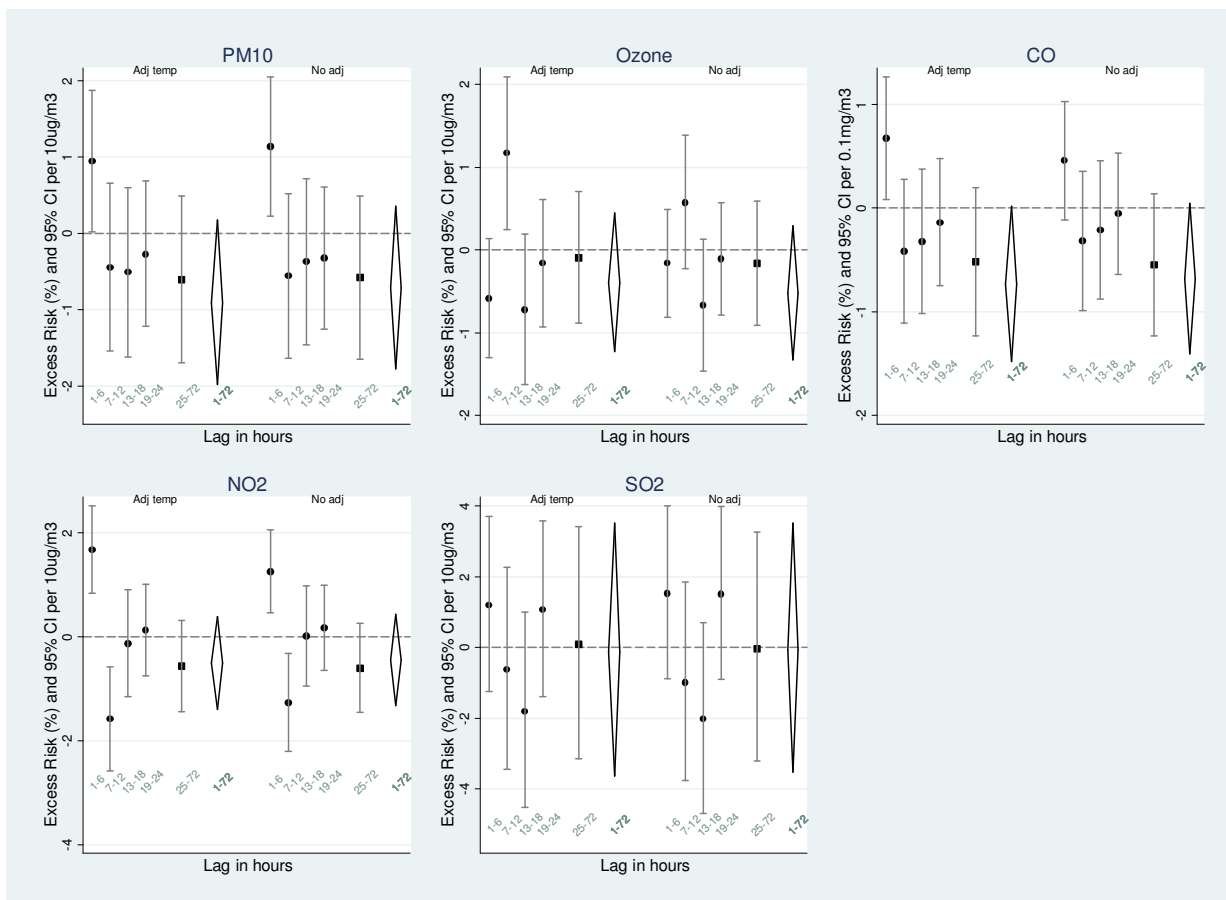 PM10
Adj temp No adj
Excess Risk (%) and 95% CI per 10ug/m3
2
1
0
-1
-2
1-6 7-12 13-18 19-24 25-72 1-72 1-6 7-12 13-18 19-24 25-72 1-72
Lag in hours
Ozone
Adj temp No adj
Excess Risk (%) and 95% CI per 10ug/m3
2
1
0
-1
-2
1-6 7-12 13-18 19-24 25-72 1-72 1-6 7-12 13-18 19-24 25-72 1-72
Lag in hours
CO
Adj temp No adj
Excess Risk (%) and 95% CI per 0.1mg/m3
1
0
-1
-2
1-6 7-12 13-18 19-24 25-72 1-72 1-6 7-12 13-18 19-24 25-72 1-72
Lag in hours
NO2
Adj temp No adj
Excess Risk (%) and 95% CI per 10ug/m3
2
0
-2
-4
1-6 7-12 13-18 19-24 25-72 1-72 1-6 7-12 13-18 19-24 25-72 1-72
Lag in hours
SO2
Adj temp No adj
Excess Risk (%) and 95% CI per 10ug/m3
4
2
0
-2
-4
1-6 7-12 13-18 19-24 25-72 1-72 1-6 7-12 13-18 19-24 25-72 1-72
Lag in hours